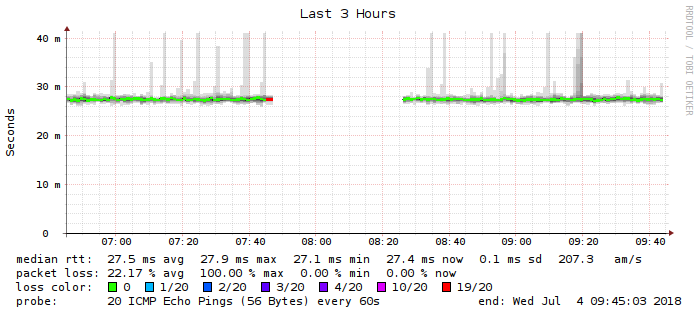 Last 3 Hours
RRDTOOL / TOBI OETIKER
Seconds
40 m
30 m
20 m
10 m
0
07:00 07:20 07:40 08:00 08:20 08:40 09:00 09:20 09:40
median rtt: 27.5 ms avg 27.9 ms max 27.1 ms min 27.4 ms now 0.1 ms sd 207.3 am/s
packet loss: 22.17 % avg 100.00 % max 0.00 % min 0.00 % now
loss color: 0 1/20 2/20 3/20 4/20 10/20 19/20
probe: 20 ICMP Echo Pings (56 Bytes) every 60s end: Wed Jul 4 09:45:03 2018